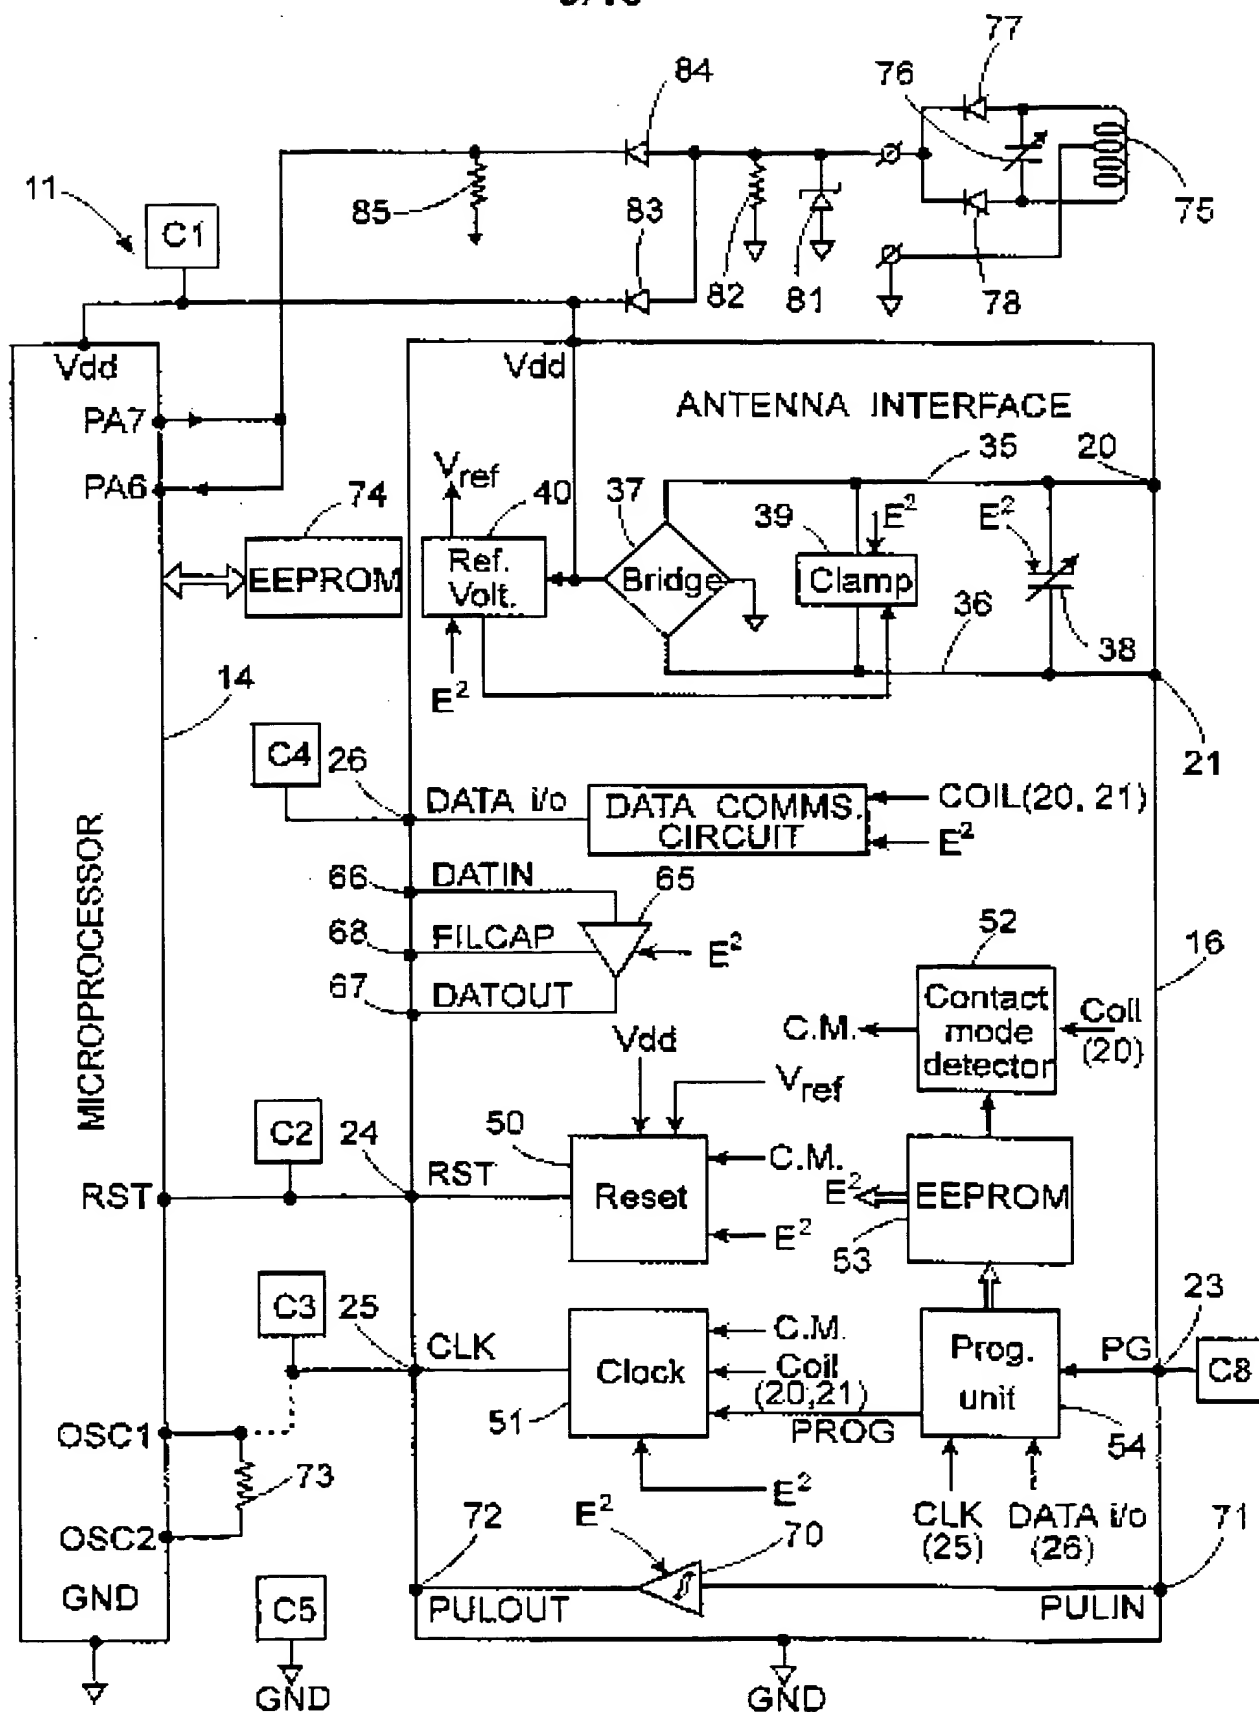 77
84
76
11
C1
85
83
82
81
78
75
Vdd
Vdd
PA7
ANTENNA INTERFACE
PA6
Vref
35
20
74
40
37
39
E²
E²
EEPROM
Ref.
Volt.
Bridge
Clamp
36
38
E²
14
21
C4
26
DATA i/o
DATA COMMS.
CIRCUIT
COIL(20, 21)
E²
MICROPROCESSOR
66
DATIN
65
68
FILCAP
E²
67
DATOUT
52
16
Contact
mode
detector
C.M.
Coil
(20)
Vdd
Vref
C2
24
50
RST
RST
Reset
C.M.
E²
E²
EEPROM
53
C3
25
CLK
Clock
51
C.M.
Coil
(20,21)
PROG
E²
Prog.
unit
54
PG
23
C8
OSC1
73
OSC2
CLK
(25)
DATA i/o
(26)
72
E²
70
71
GND
C5
PULOUT
PULIN
GND
GND